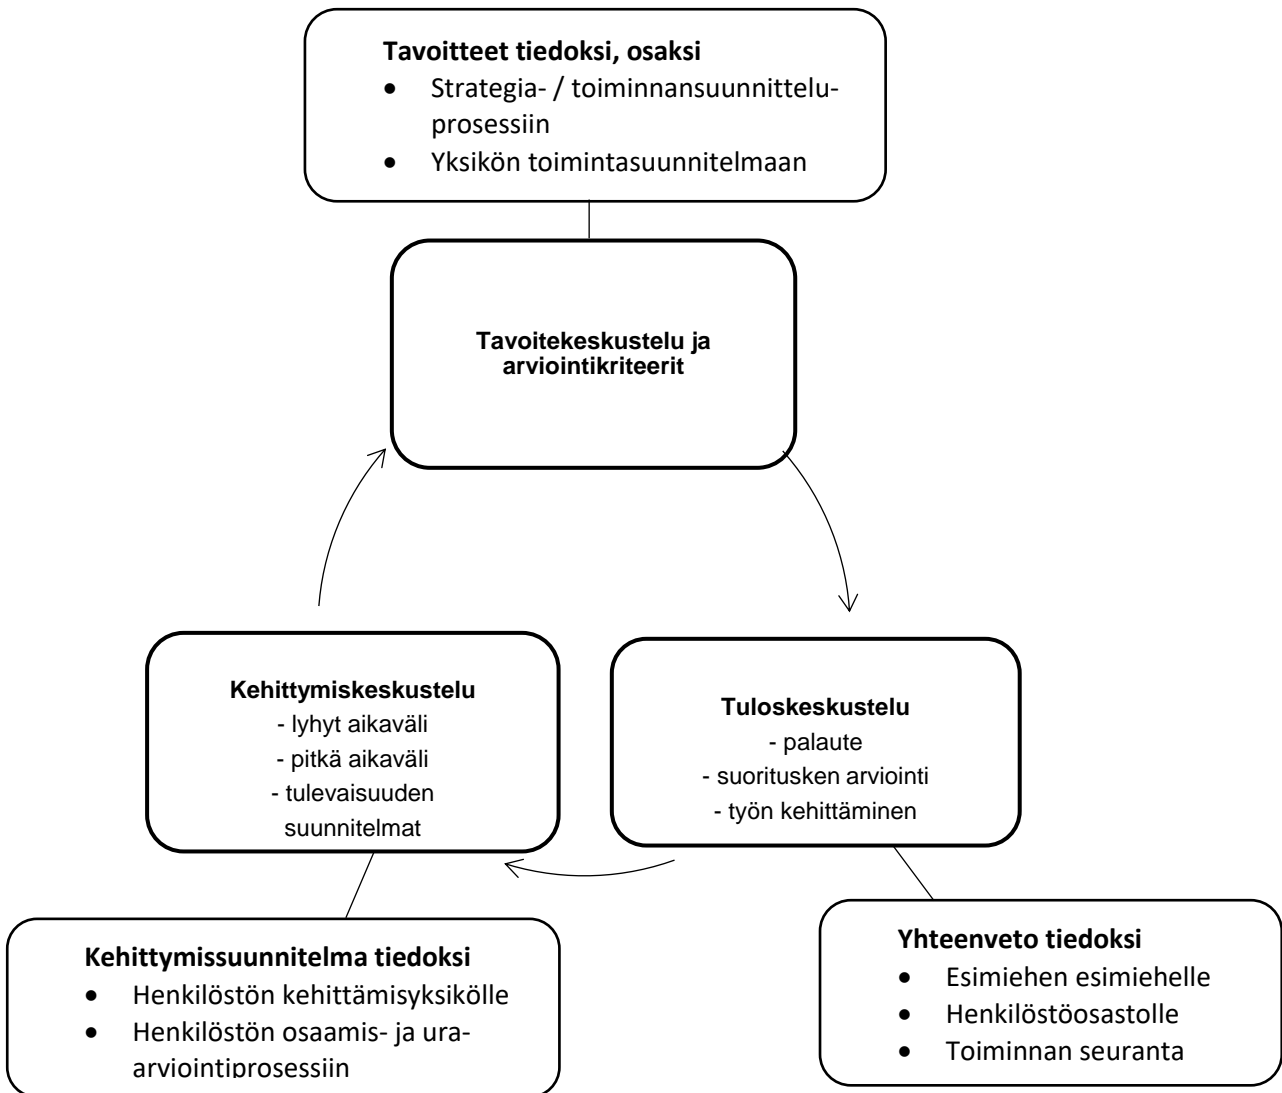 Tavoitteet tiedoksi, osaksi
• Strategia- / toiminnansuunnittelu-
prosessiin
• Yksikön toimintasuunnitelmaan
Tavoitekeskustelu ja
arviointikriteerit
Kehittymiskeskustelu
- lyhyt aikaväli
- pitkä aikaväli
- tulevaisuuden
suunnitelmat
Tuloskeskustelu
- palaute
- suoritusken arviointi
- työn kehittäminen
Kehittymissuunnitelma tiedoksi
• Henkilöstön kehittämisyksikölle
• Henkilöstön osaamis- ja ura-
arviointiprosessiin
Yhteenveto tiedoksi
• Esimiehen esimiehelle
• Henkilöstöosastolle
• Toiminnan seuranta